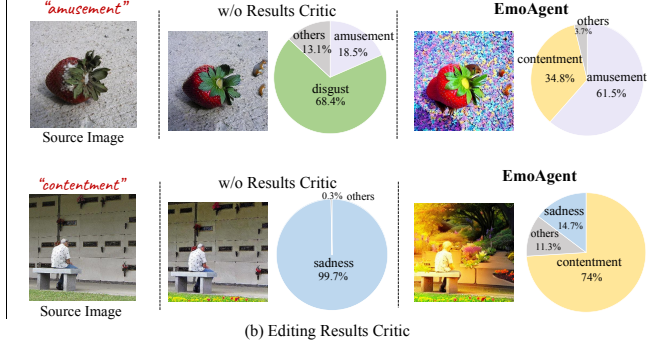 “amusement”
w/o Results Critic
EmoAgent
others
13.1%
amusement
18.5%
disgust
68.4%
others
3.7%
contentment
34.8%
amusement
61.5%
Source Image
“contentment”
w/o Results Critic
EmoAgent
0.3% others
sadness
99.7%
sadness
14.7%
others
11.3%
contentment
74%
Source Image
(b) Editing Results Critic